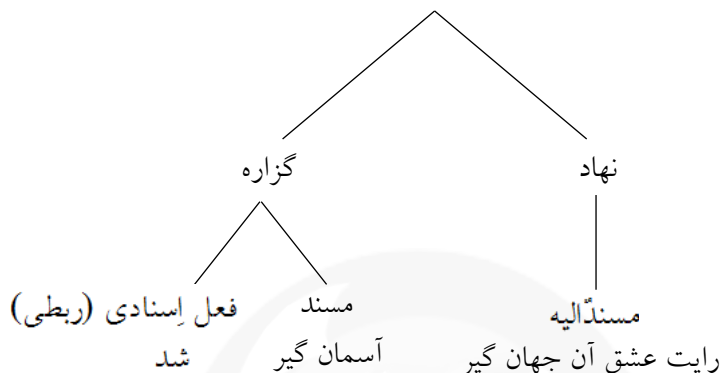 نهاد گزاره
مسندٌالیه مسند فعل اِسنادی (ربطی)
رایت عشق آن جهان گیر آسمان گیر شد